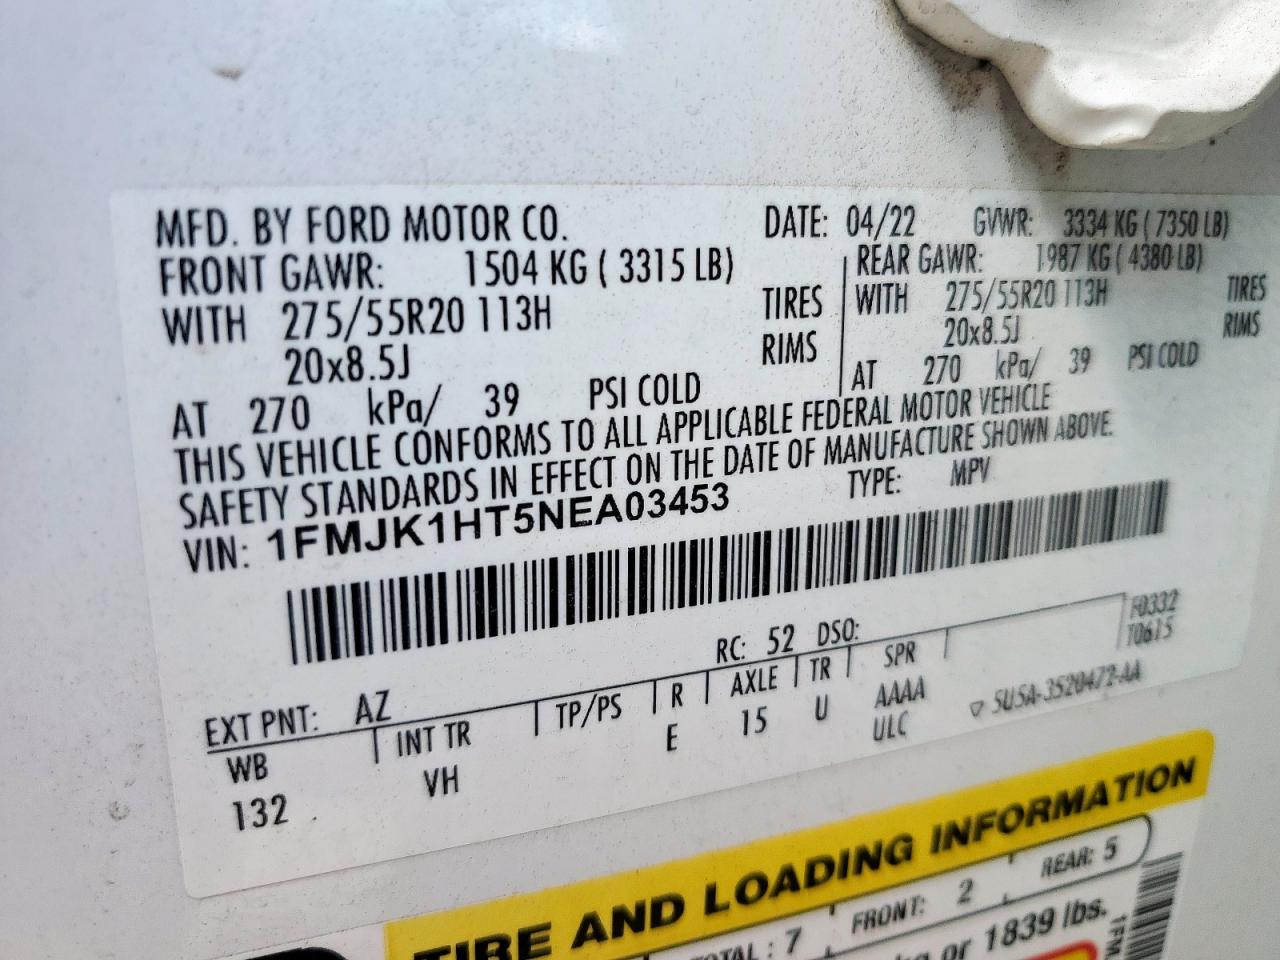 MFD. BY FORD MOTOR CO. DATE: 04/22 GVWR: 3334 KG ( 7350 LB)
FRONT GAWR: 1504 KG ( 3315 LB) REAR GAWR: 1987 KG ( 4380 LB)
WITH 275/55R20 113H TIRES WITH 275/55R20 113H TIRES
20x8.5J RIMS 20x8.5J RIMS
AT 270 kPa/ 39 PSI COLD AT 270 kPa/ 39 PSI COLD
THIS VEHICLE CONFORMS TO ALL APPLICABLE FEDERAL MOTOR VEHICLE
SAFETY STANDARDS IN EFFECT ON THE DATE OF MANUFACTURE SHOWN ABOVE.
VIN: 1FMJK1HT5NEA03453 TYPE: MPV
F0332
EXT PNT: AZ RC: 52 DSO: T0615
WB INT TR TP/PS R AXLE TR SPR
132 VH E 15 U AAAA
ULC 5U5A-3520472-AA
TIRE AND LOADING INFORMATION
TOTAL : 7 FRONT: 2 REAR: 5
or 1839 lbs.
1FM